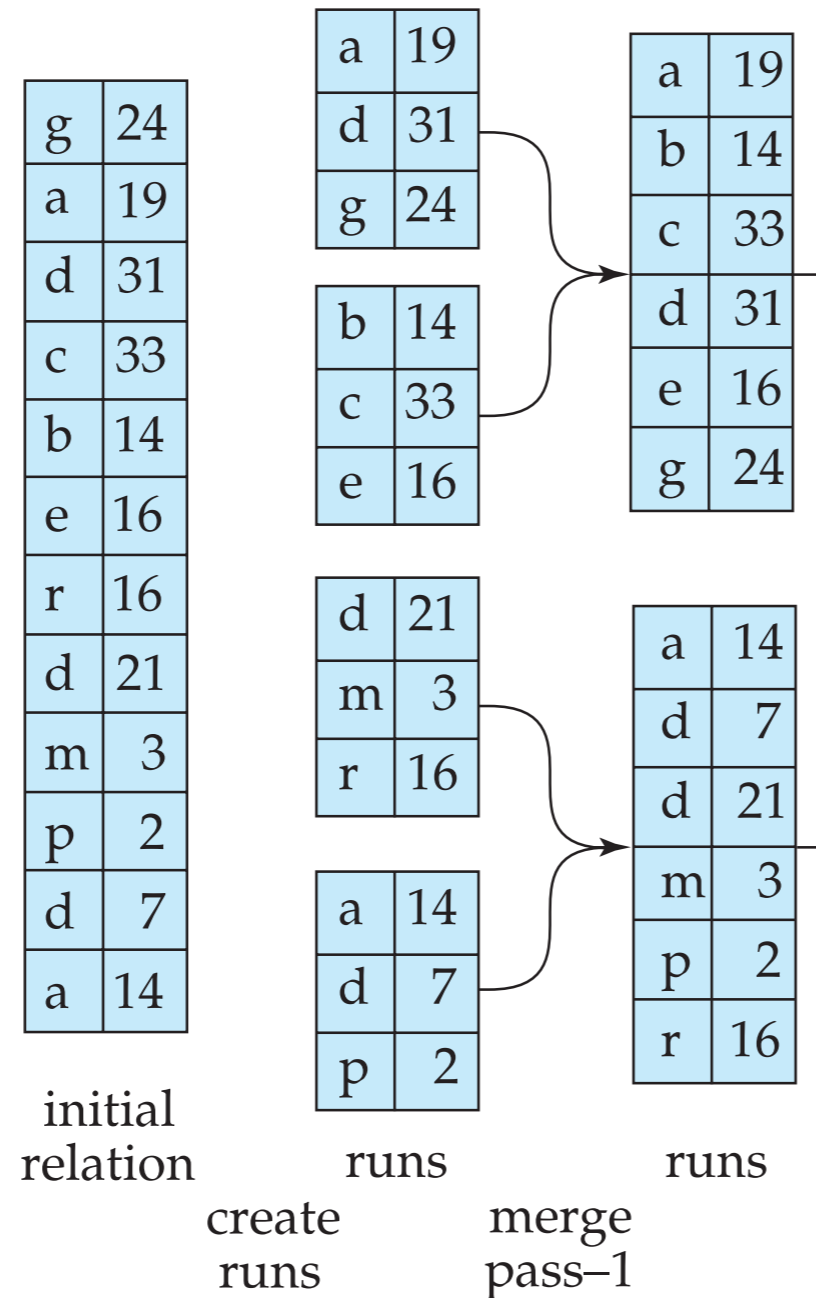 g 24
a 19
d 31
c 33
b 14
e 16
r 16
d 21
m 3
p 2
d 7
a 14
initial
relation
create
runs
a 19
d 31
g 24
b 14
c 33
e 16
d 21
m 3
r 16
a 14
d 7
p 2
runs
merge
pass–1
a 19
b 14
c 33
d 31
e 16
g 24
a 14
d 7
d 21
m 3
p 2
r 16
runs